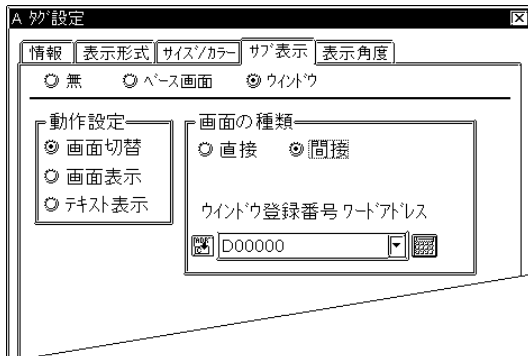 A ﾀｸﾞ設定
情報 表示形式 ｻｲｽﾞ/ｶﾗｰ ｻﾌﾞ表示 表示角度
無 ﾍﾞｰｽ画面 ｳｨﾝﾄﾞｳ
動作設定
画面切替
画面表示
ﾃｷｽﾄ表示
画面の種類
直接 間接
ｳｨﾝﾄﾞｳ登録番号 ﾜｰﾄﾞｱﾄﾞﾚｽ
D00000